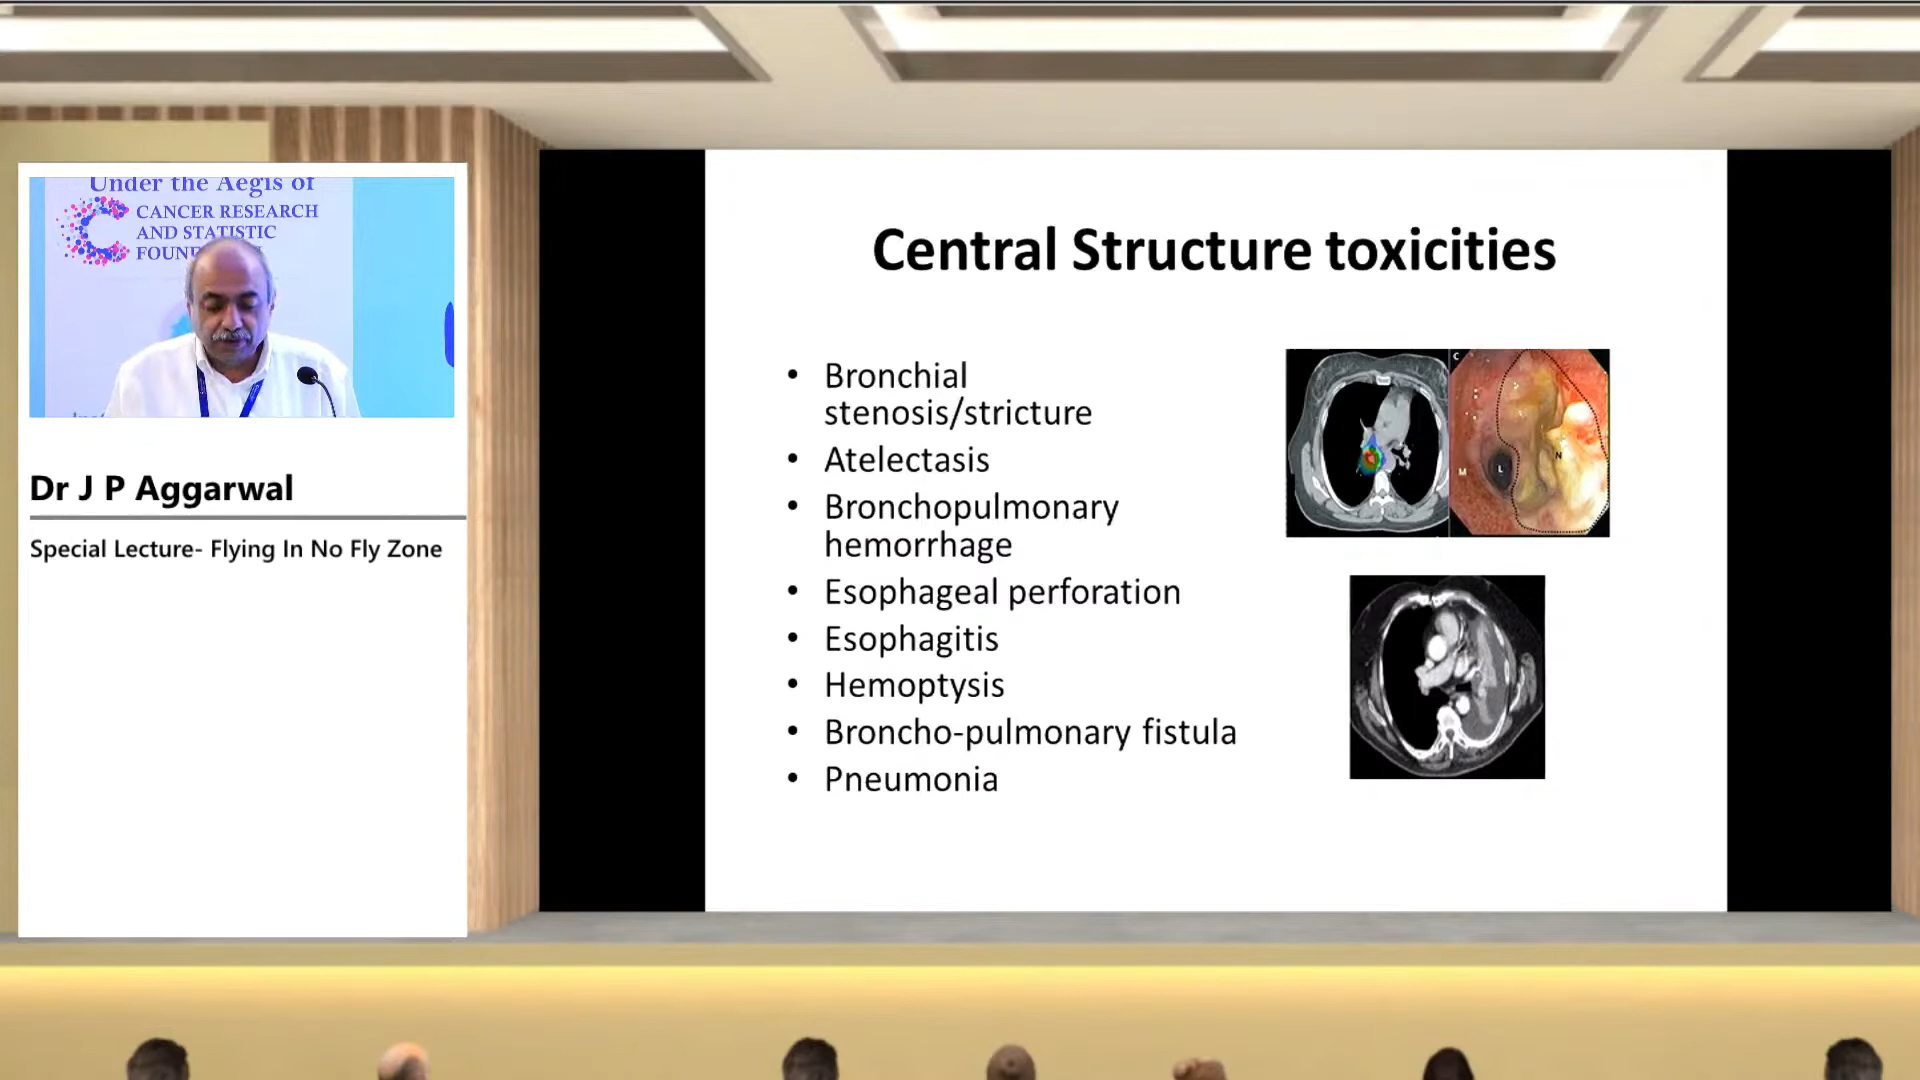 Under the Aegis of
CANCER RESEARCH
AND STATISTIC
Dr J P Aggarwal
Special Lecture- Flying In No Fly Zone
Central Structure toxicities
• Bronchial
stenosis/stricture
• Atelectasis
• Bronchopulmonary
hemorrhage
• Esophageal perforation
• Esophagitis
• Hemoptysis
• Broncho-pulmonary fistula
• Pneumonia
C
M
L
N